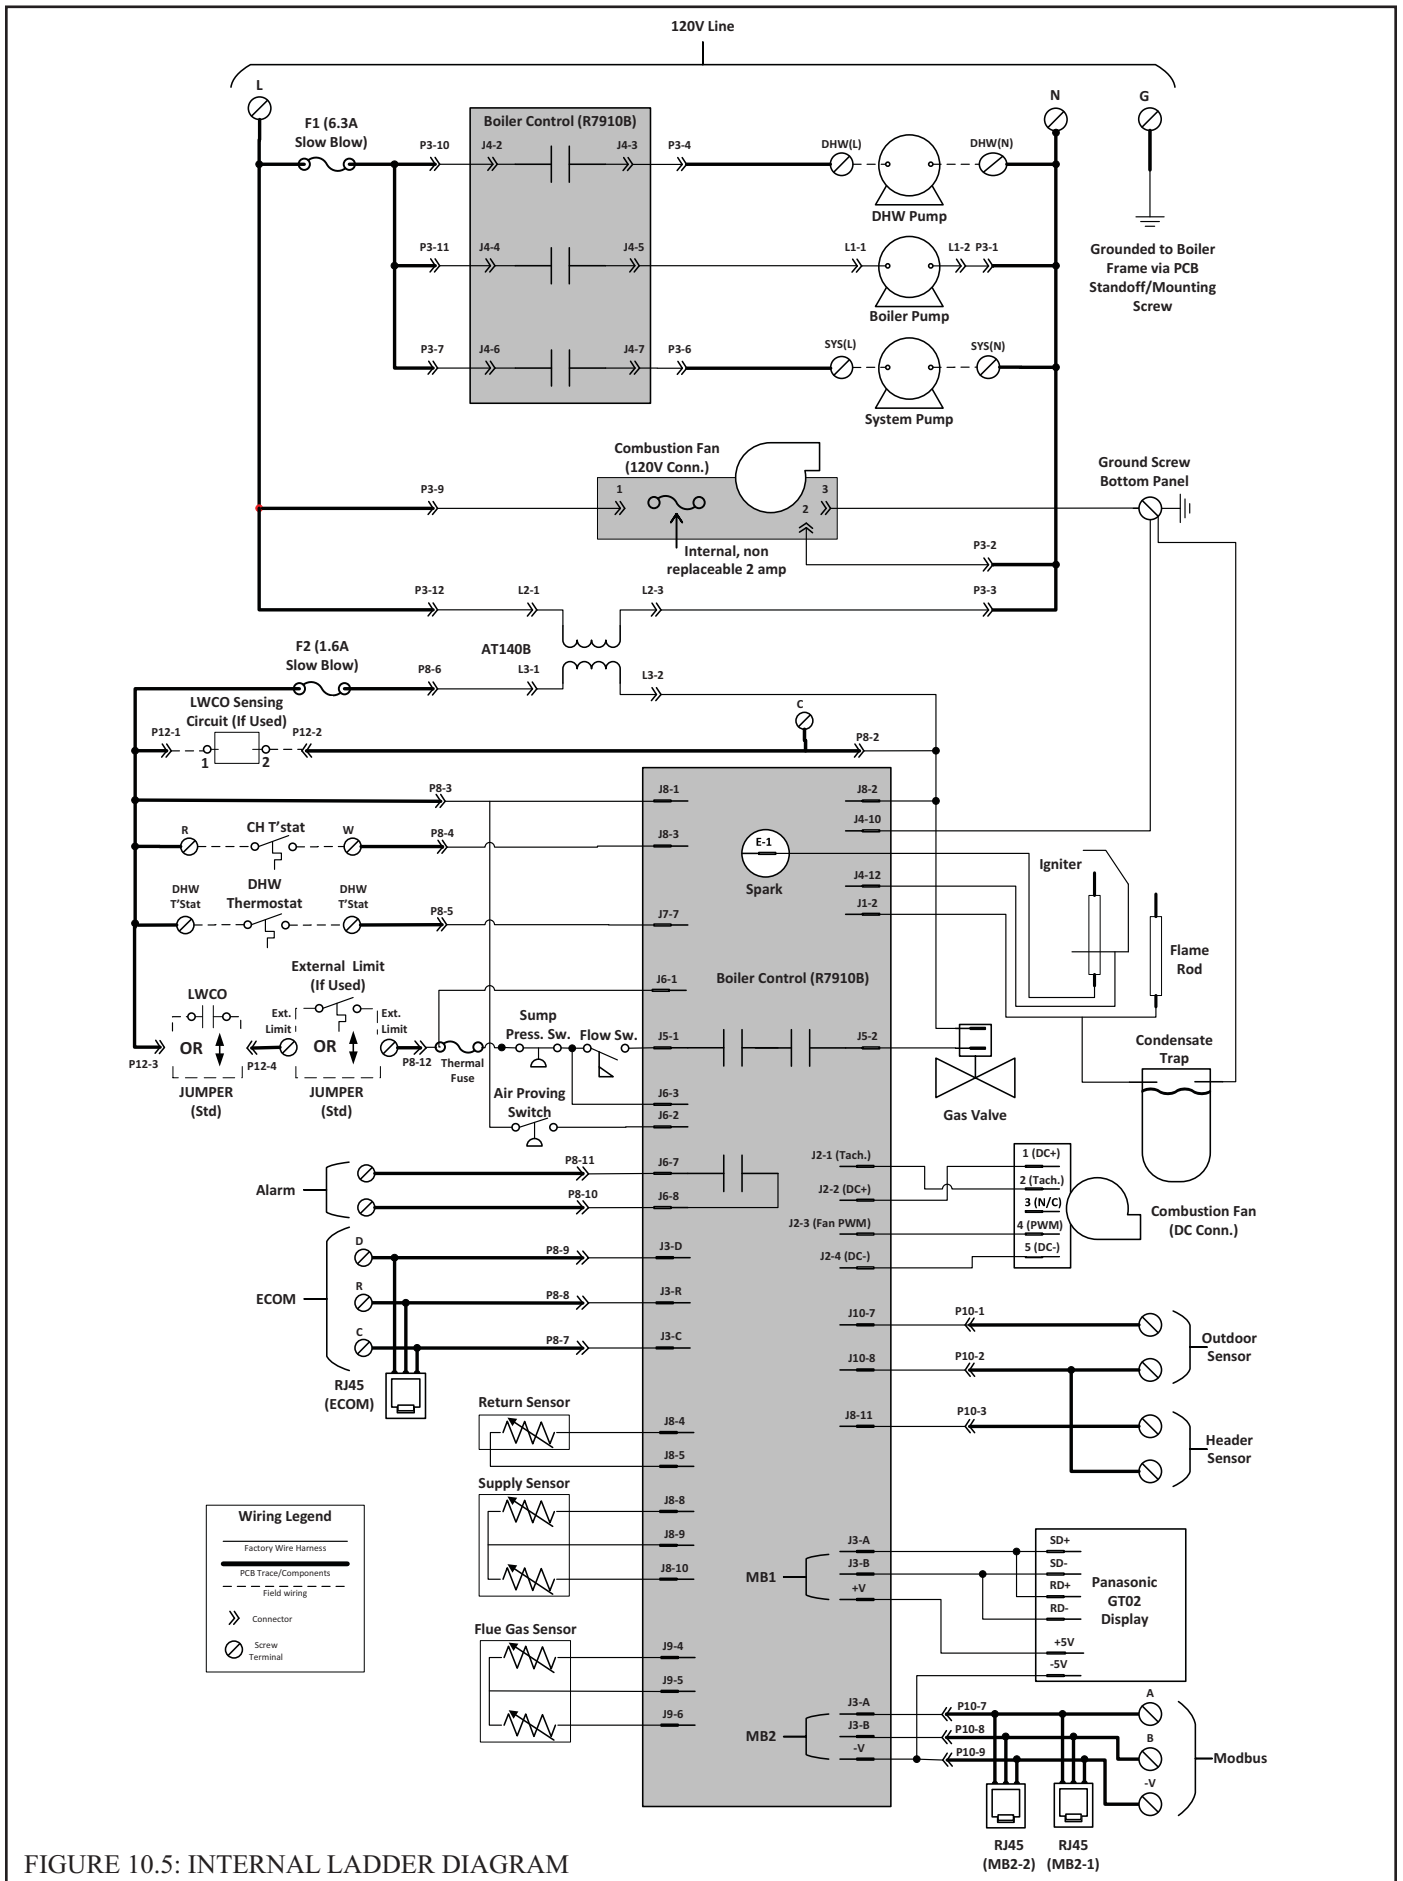 120V Line
L
N
G
F1 (6.3A
Slow Blow)
Boiler Control (R7910B)
P3-10
J4-2
J4-3
P3-4
DHW(L)
DHW(N)
DHW Pump
P3-11
J4-4
J4-5
L1-1
L1-2
P3-1
Boiler Pump
Grounded to Boiler
Frame via PCB
Standoff/Mounting
Screw
P3-7
J4-6
J4-7
P3-6
SYS(L)
SYS(N)
System Pump
Combustion Fan
(120V Conn.)
Ground Screw
Bottom Panel
P3-9
1
3
2
Internal, non
replaceable 2 amp
P3-2
P3-12
L2-1
L2-3
P3-3
AT140B
F2 (1.6A
Slow Blow)
P8-6
L3-1
L3-2
LWCO Sensing
Circuit (If Used)
P12-1
P12-2
1
2
C
P8-2
P8-3
J8-1
J8-2
R
CH T'stat
W
P8-4
J8-3
J4-10
E-1
Spark
Igniter
DHW
T'Stat
DHW
Thermostat
DHW
T'Stat
P8-5
J7-7
J4-12
J1-2
Flame
Rod
External Limit
(If Used)
J6-1
Boiler Control (R7910B)
LWCO
Ext.
Limit
Ext.
Limit
OR
OR
P12-3
P12-4
P8-12
JUMPER
(Std)
JUMPER
(Std)
Thermal
Fuse
Sump
Press. Sw.
Flow Sw.
J5-1
J5-2
Gas Valve
Condensate
Trap
Air Proving
Switch
J6-3
J6-2
Alarm
P8-11
J6-7
P8-10
J6-8
J2-1 (Tach.)
J2-2 (DC+)
J2-3 (Fan PWM)
J2-4 (DC-)
1 (DC+)
2 (Tach.)
3 (N/C)
4 (PWM)
5 (DC-)
Combustion Fan
(DC Conn.)
ECOM
D
P8-9
J3-D
R
P8-8
J3-R
C
P8-7
J3-C
RJ45
(ECOM)
J10-7
P10-1
J10-8
P10-2
Outdoor
Sensor
J8-11
P10-3
Header
Sensor
Return Sensor
J8-4
J8-5
Supply Sensor
J8-8
J8-9
J8-10
Flue Gas Sensor
J9-4
J9-5
J9-6
Wiring Legend
Factory Wire Harness
PCB Trace/Components
Field wiring
Connector
Screw
Terminal
MB1
J3-A
J3-B
+V
SD+
SD-
RD+
RD-
+5V
-5V
Panasonic
GT02
Display
MB2
J3-A
J3-B
-V
P10-7
P10-8
P10-9
A
B
-V
Modbus
RJ45
(MB2-2)
RJ45
(MB2-1)
FIGURE 10.5: INTERNAL LADDER DIAGRAM